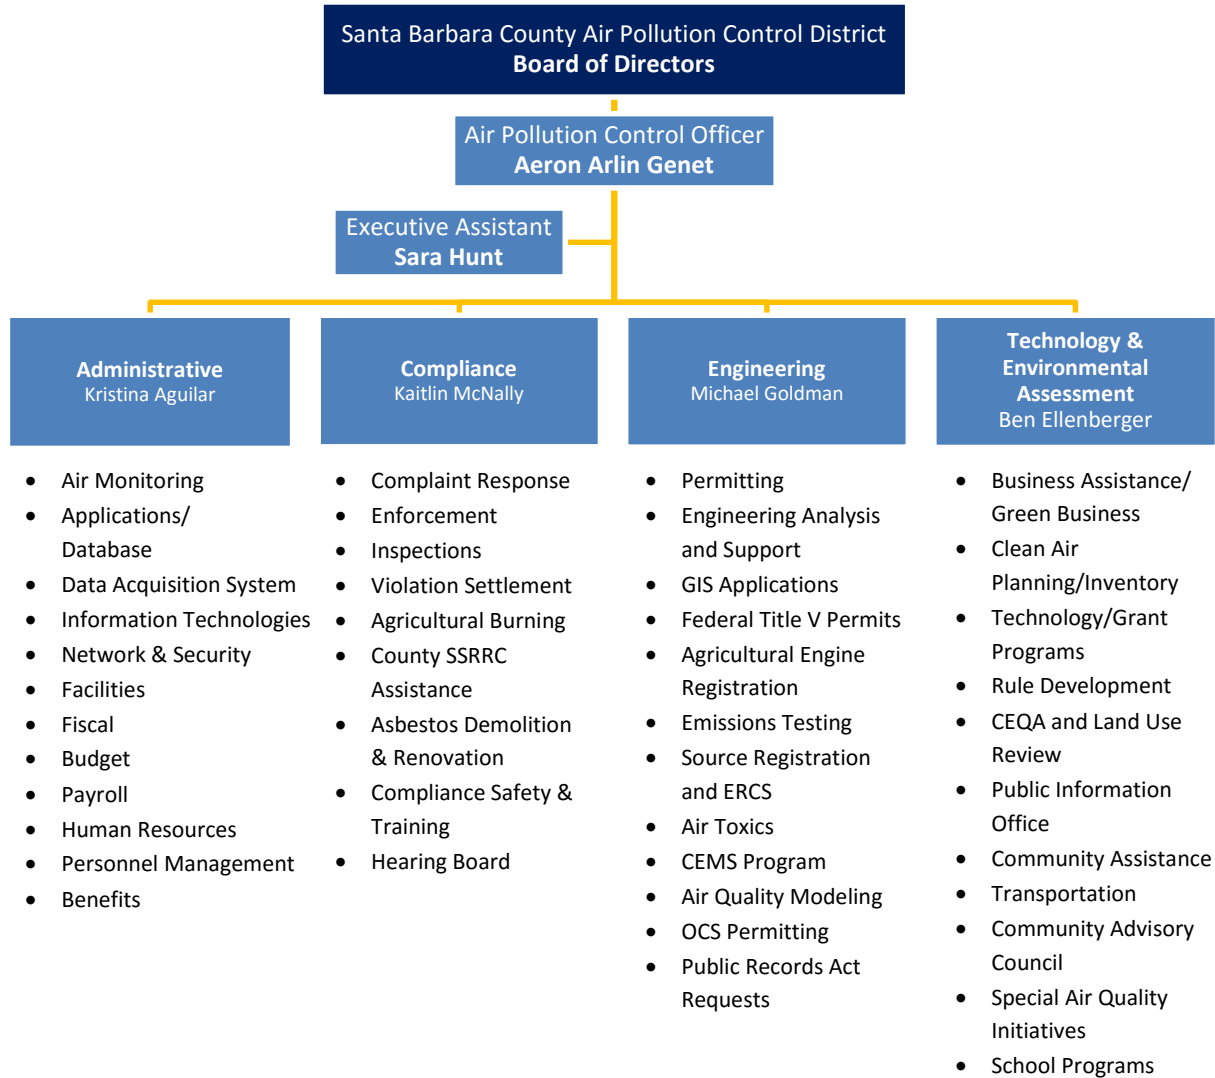 Santa Barbara County Air Pollution Control District
Board of Directors
Air Pollution Control Officer
Aeron Arlin Genet
Executive Assistant
Sara Hunt
Administrative
Kristina Aguilar
• Air Monitoring
• Applications/
Database
• Data Acquisition System
• Information Technologies
• Network & Security
• Facilities
• Fiscal
• Budget
• Payroll
• Human Resources
• Personnel Management
• Benefits
Compliance
Kaitlin McNally
• Complaint Response
• Enforcement
• Inspections
• Violation Settlement
• Agricultural Burning
• County SSRRC
Assistance
• Asbestos Demolition
& Renovation
• Compliance Safety &
Training
• Hearing Board
Engineering
Michael Goldman
• Permitting
• Engineering Analysis
and Support
• GIS Applications
• Federal Title V Permits
• Agricultural Engine
Registration
• Emissions Testing
• Source Registration
and ERCS
• Air Toxics
• CEMS Program
• Air Quality Modeling
• OCS Permitting
• Public Records Act
Requests
Technology &
Environmental
Assessment
Ben Ellenberger
• Business Assistance/
Green Business
• Clean Air
Planning/Inventory
• Technology/Grant
Programs
• Rule Development
• CEQA and Land Use
Review
• Public Information
Office
• Community Assistance
• Transportation
• Community Advisory
Council
• Special Air Quality
Initiatives
• School Programs